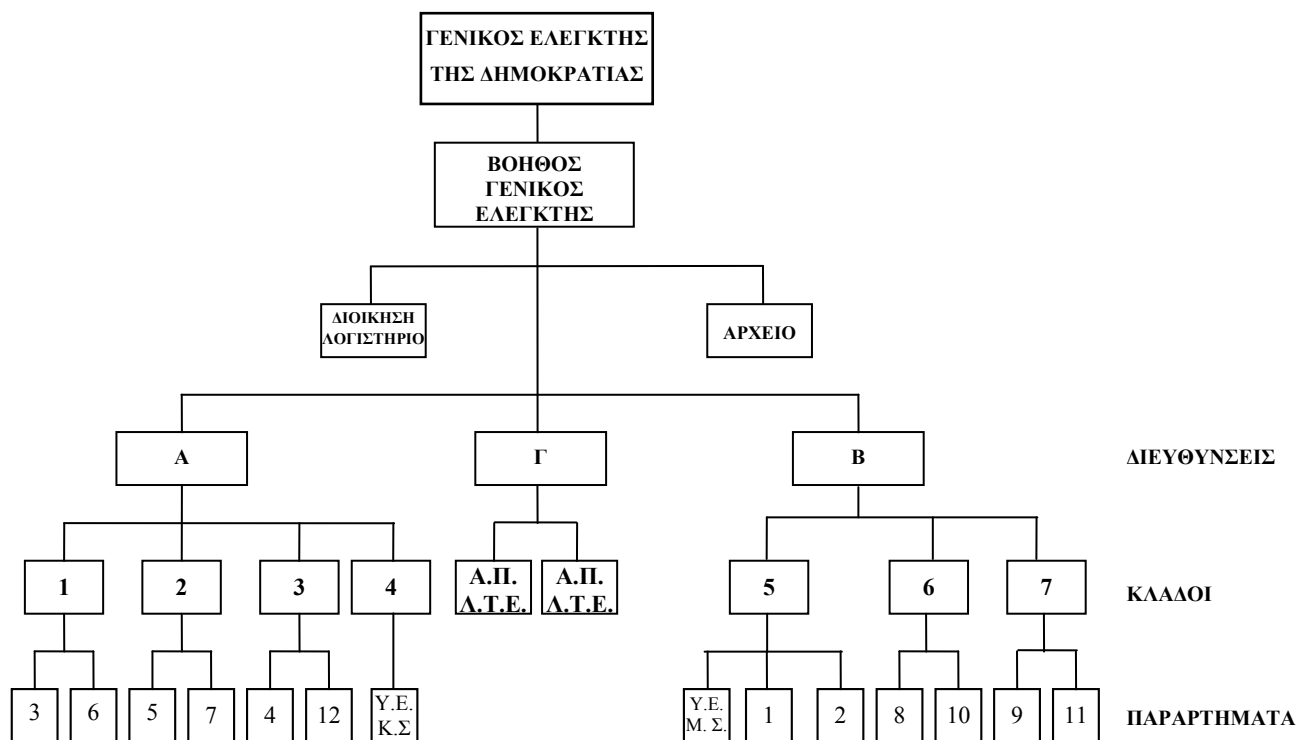 ΓΕΝΙΚΟΣ ΕΛΕΓΚΤΗΣ
ΤΗΣ ΔΗΜΟΚΡΑΤΙΑΣ
ΒΟΗΘΟΣ
ΓΕΝΙΚΟΣ
ΕΛΕΓΚΤΗΣ
ΔΙΟΙΚΗΣΗ
ΛΟΓΙΣΤΗΡΙΟ
ΑΡΧΕΙΟ
Α Γ Β ΔΙΕΥΘΥΝΣΕΙΣ
1 2 3 4 Α.Π. Α.Π. 5 6 7 ΚΛΑΔΟΙ
Λ.Τ.Ε. Λ.Τ.Ε.
3 6 5 7 4 12 Υ.Ε. Υ.Ε. 1 2 8 10 9 11 ΠΑΡΑΡΤΗΜΑΤΑ
Κ.Σ Μ. Σ.